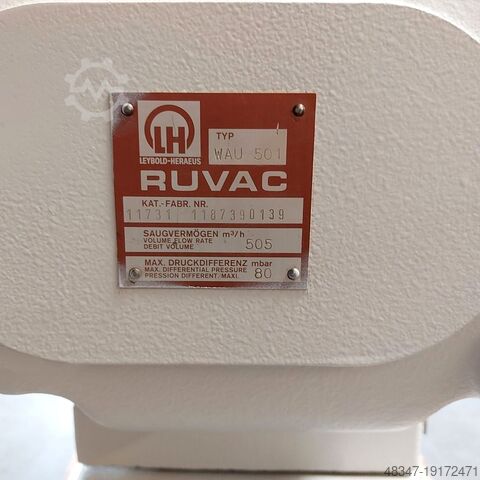 LH
LEYBOLD-HERAEUS
TYP
WAU 501
RUVAC
KAT.-FABR. NR.
11731 1187390139
SAUGVERMÖGEN m³/h
VOLUME FLOW RATE
DEBIT VOLUME
505
MAX. DRUCKDIFFERENZ mbar
MAX. DIFFERENTIAL PRESSURE
PRESSION DIFFERENT. MAXI.
80
48347-19172471